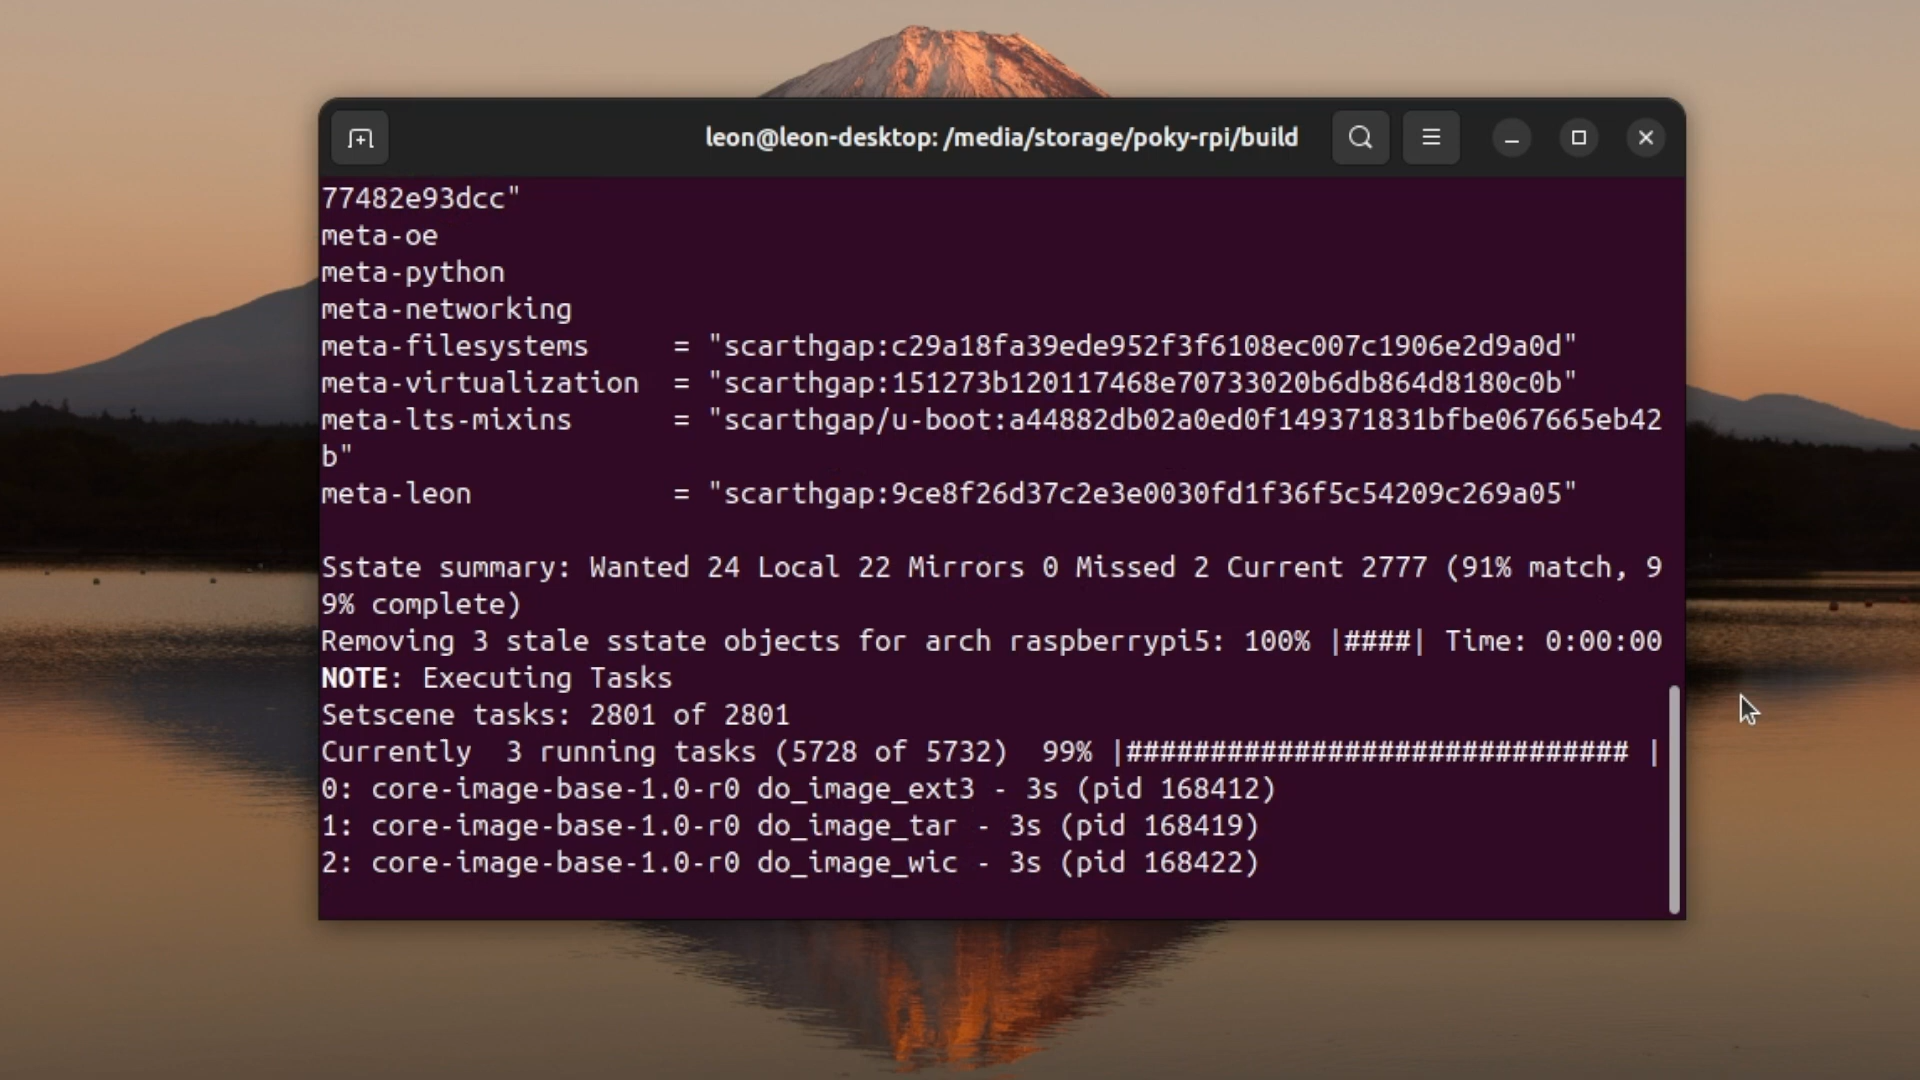 leon@leon-desktop: /media/storage/poky-rpi/build
77482e93dcc"
meta-oe
meta-python
meta-networking
meta-filesystems     = "scarthgap:c29a18fa39ede952f3f6108ec007c1906e2d9a0d"
meta-virtualization  = "scarthgap:151273b120117468e70733020b6db864d8180c0b"
meta-lts-mixins      = "scarthgap/u-boot:a44882db02a0ed0f149371831bfbe067665eb42
b"
meta-leon            = "scarthgap:9ce8f26d37c2e3e0030fd1f36f5c54209c269a05"
Sstate summary: Wanted 24 Local 22 Mirrors 0 Missed 2 Current 2777 (91% match, 9
9% complete)
Removing 3 stale sstate objects for arch raspberrypi5: 100% |####| Time: 0:00:00
NOTE: Executing Tasks
Setscene tasks: 2801 of 2801
Currently  3 running tasks (5728 of 5732)  99% |############################## |
0: core-image-base-1.0-r0 do_image_ext3 - 3s (pid 168412)
1: core-image-base-1.0-r0 do_image_tar - 3s (pid 168419)
2: core-image-base-1.0-r0 do_image_wic - 3s (pid 168422)